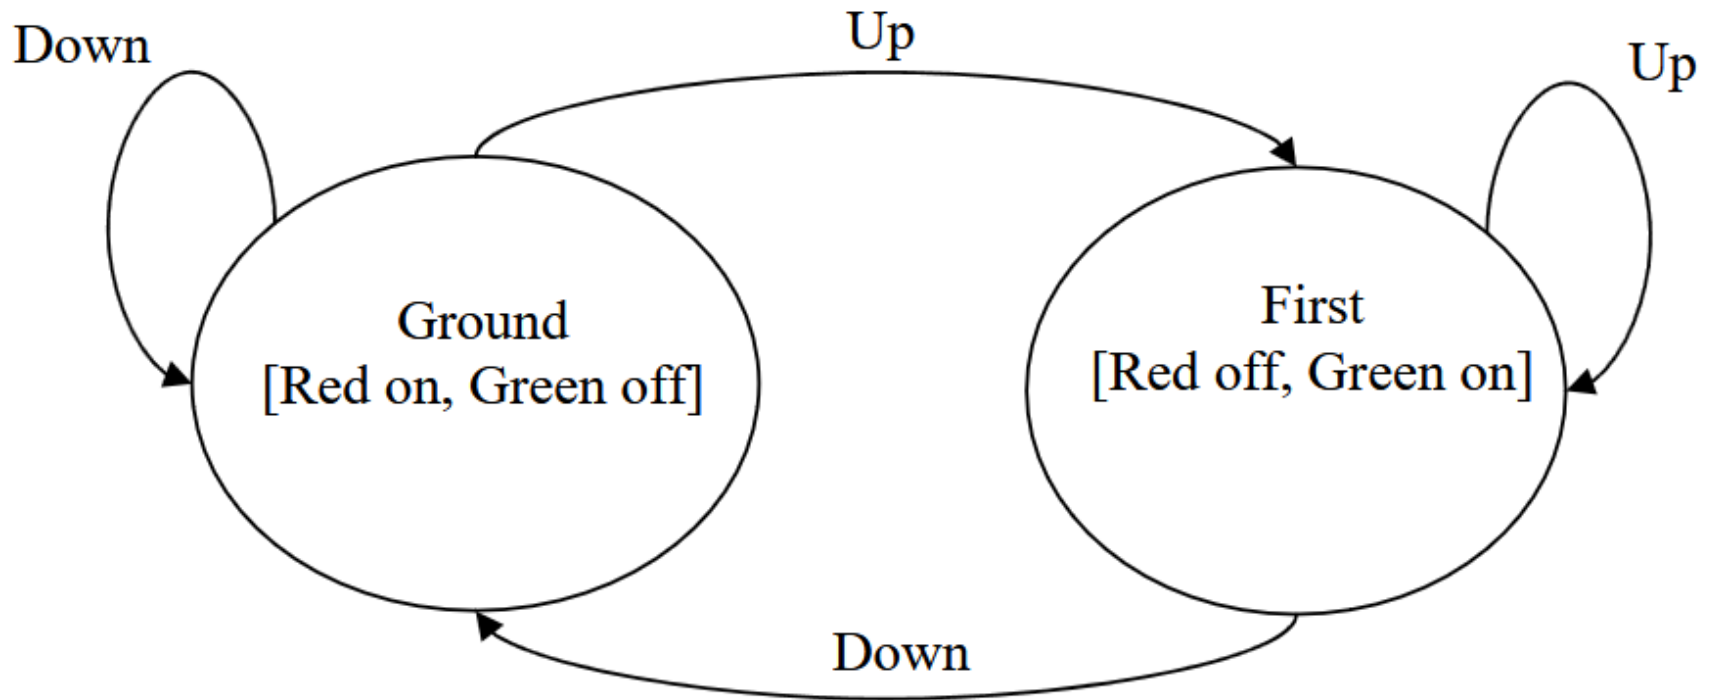 Down
Up
Up
Ground
[Red on, Green off]
First
[Red off, Green on]
Down